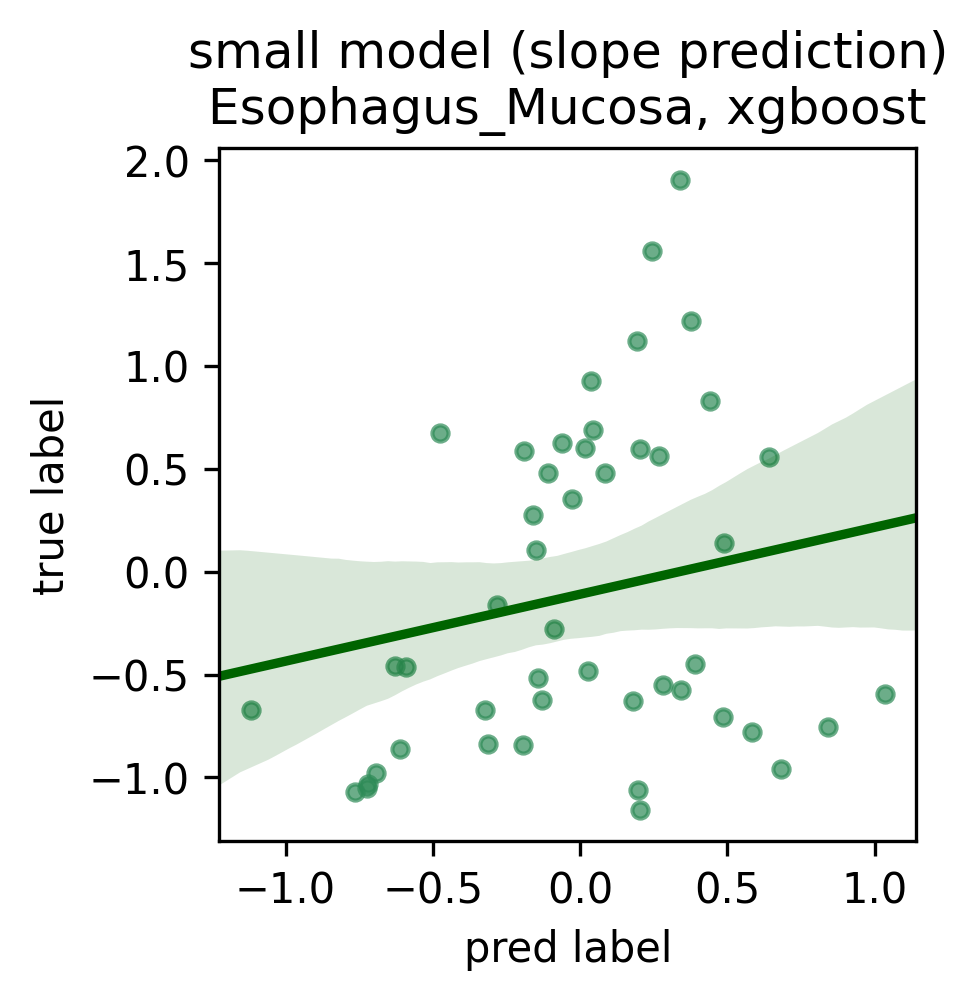 small model (slope prediction)
Esophagus_Mucosa, xgboost
2.0
1.5
1.0
0.5
0.0
−0.5
−1.0
true label
−1.0 −0.5 0.0 0.5 1.0
pred label